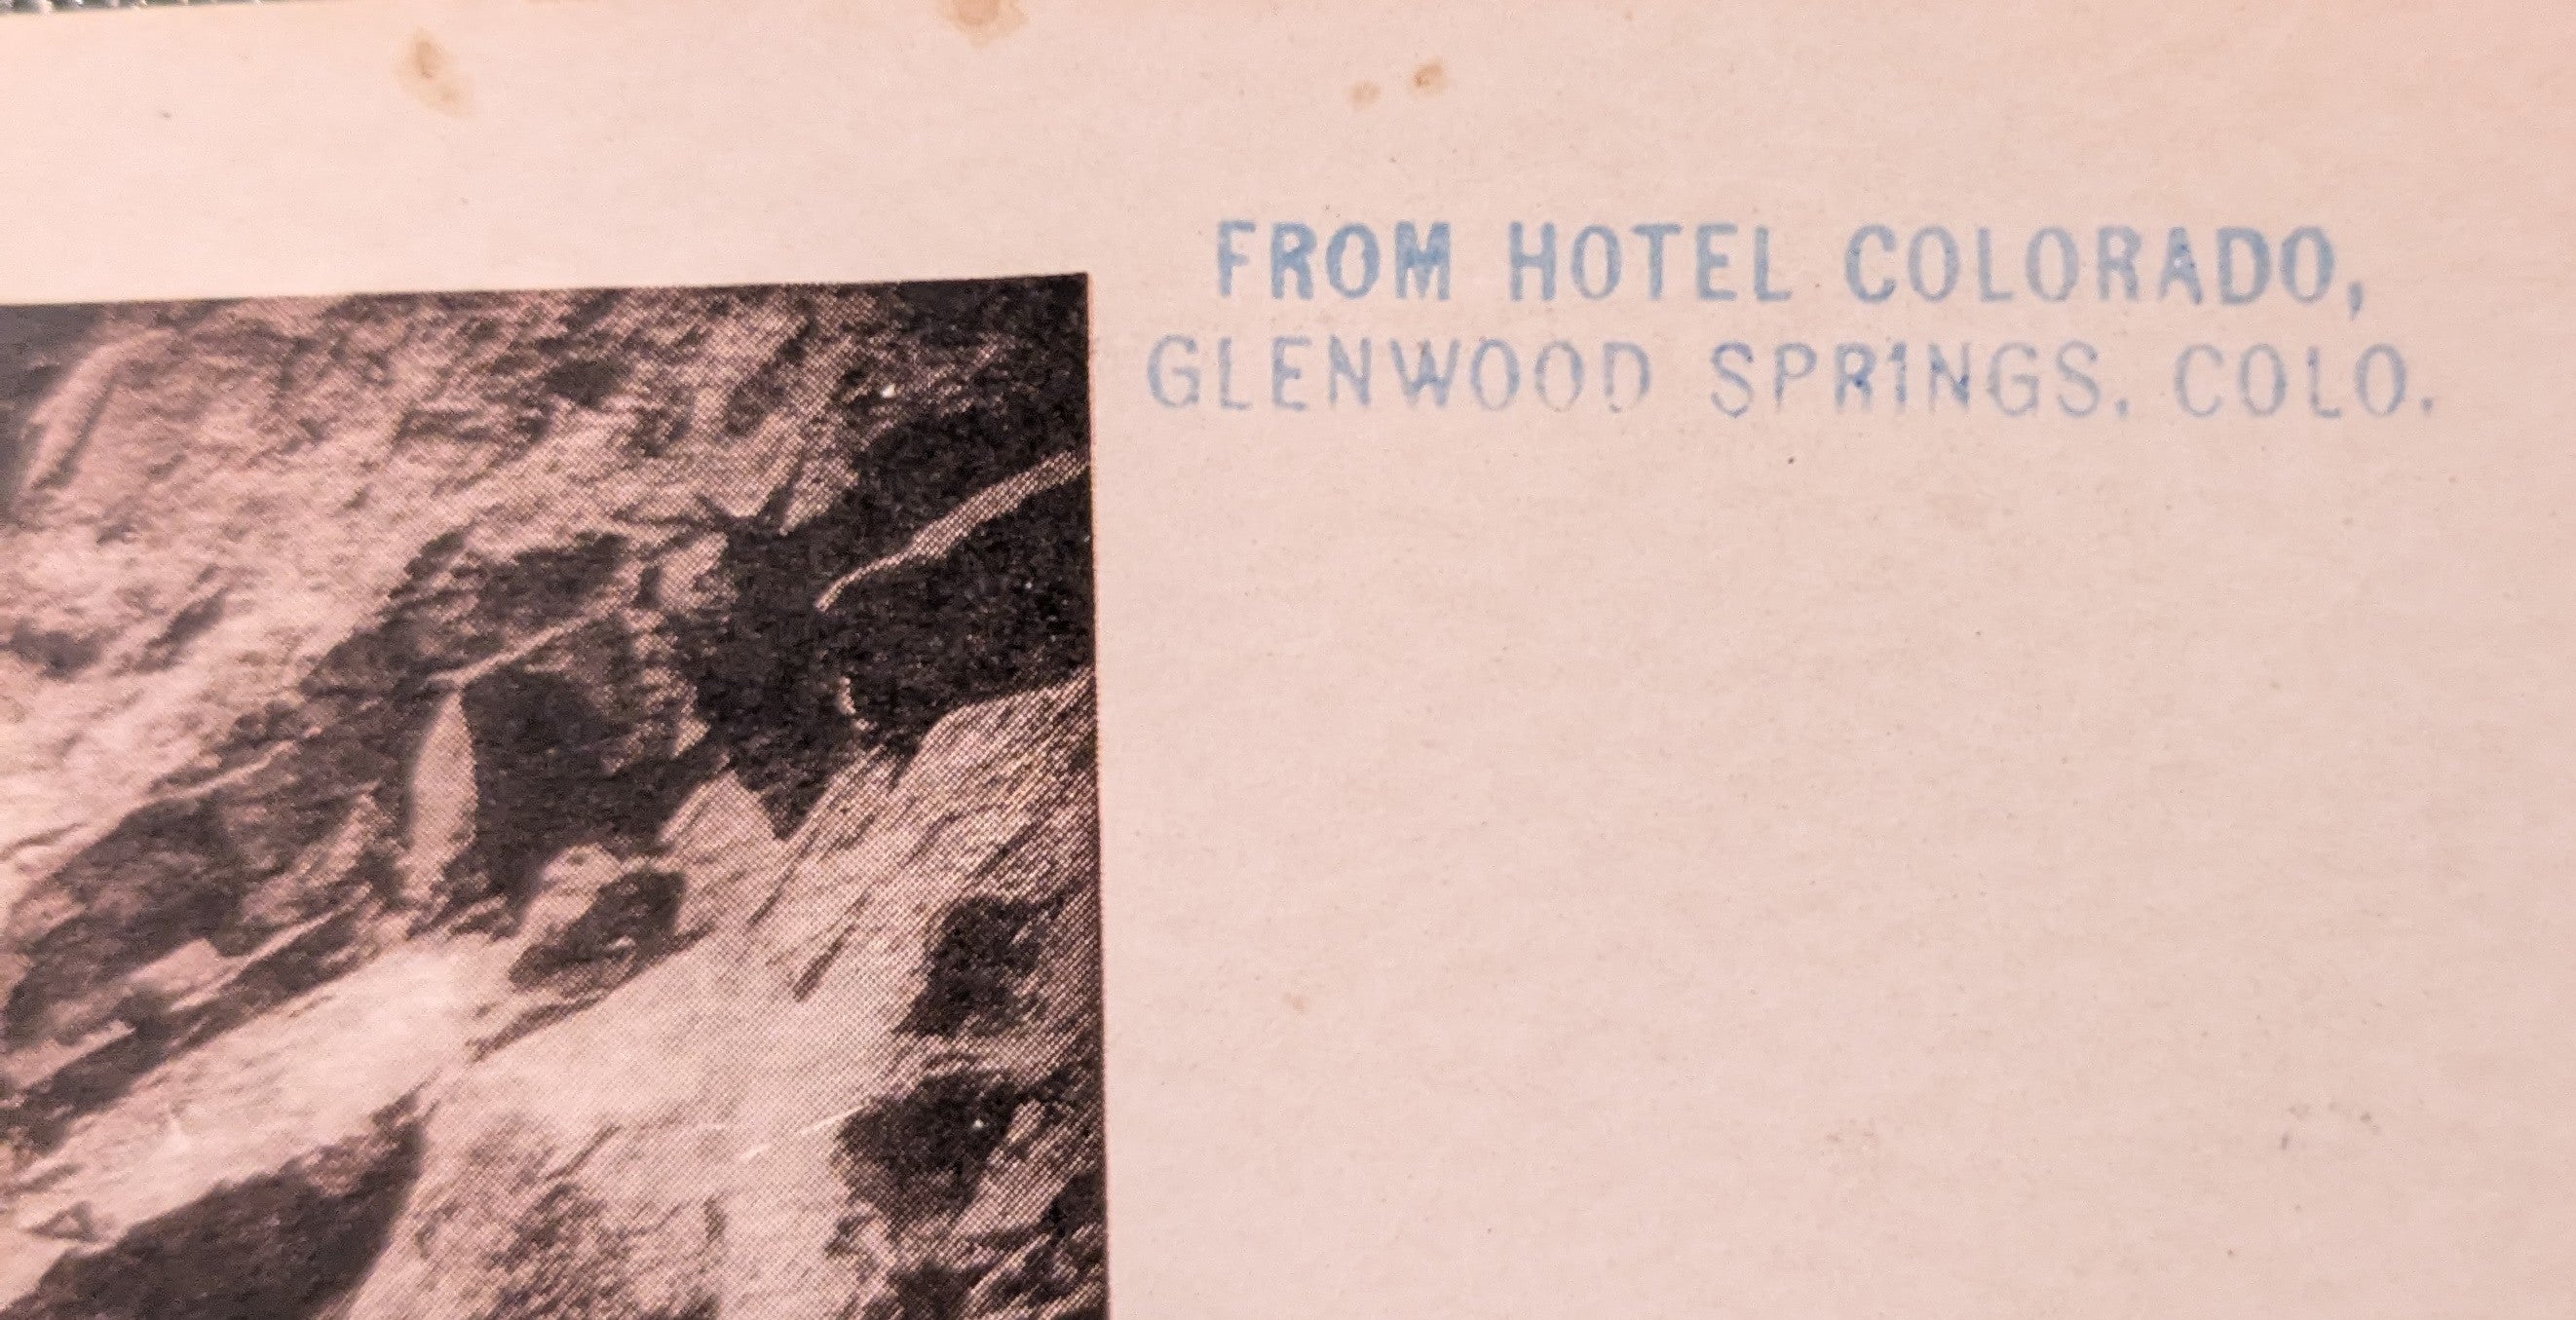 FROM HOTEL COLORADO,
GLENWOOD SPRINGS, COLO.